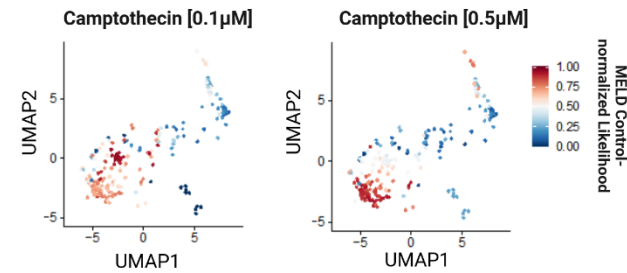 Camptothecin [0.1μM]
Camptothecin [0.5μM]
UMAP2
5
0
−5
−5
0
5
UMAP1
UMAP2
5
0
−5
−5
0
5
UMAP1
1.00
0.75
0.50
0.25
0.00
MELD Control-
normalized Likelihood